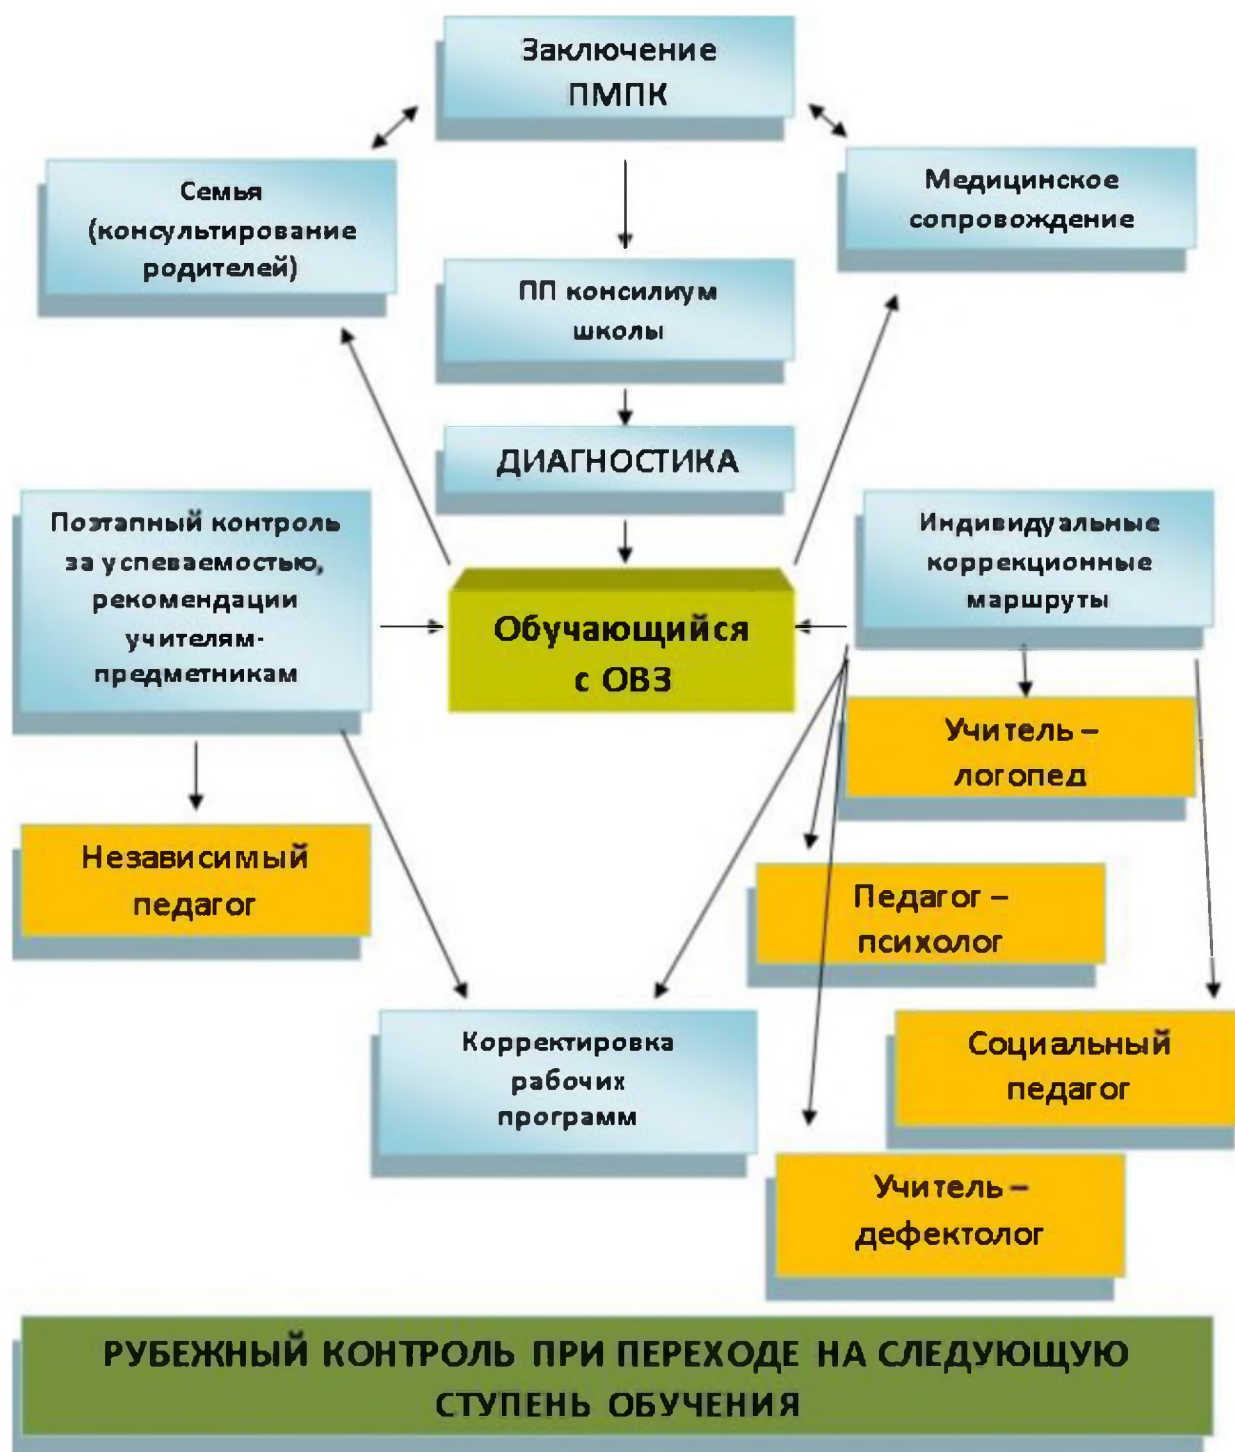 Заключение
ПМПК
Семья
(консультирование
родителей)
Медицинское
сопровождение
ПП консилиум
школы
ДИАГНОСТИКА
Поэтапный контроль
за успеваемостью,
рекомендации
учителям-
предметникам
Обучающийся
с ОВЗ
Индивидуальные
коррекционные
маршруты
Учитель –
логопед
Независимый
педагог
Педагог –
психолог
Корректировка
рабочих
программ
Социальный
педагог
Учитель –
дефектолог
РУБЕЖНЫЙ КОНТРОЛЬ ПРИ ПЕРЕХОДЕ НА СЛЕДУЮЩУЮ
СТУПЕНЬ ОБУЧЕНИЯ